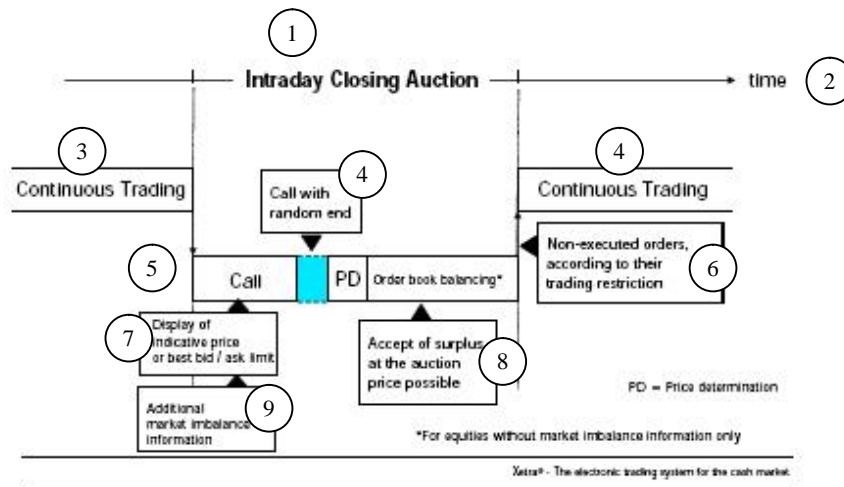 1
Intraday Closing Auction
time
2
3
4
4
Continuous Trading
Continuous Trading
Call with
random end
5
Call
PD
Order book balancing*
Non-executed orders,
according to their
trading restriction
6
7
Display of
indicative price
or best bid / ask limit
Accept of surplus
at the auction
price possible
8
9
Additional
market imbalance
information
PD = Price determination
*For equities without market imbalance information only
Xetra® - The electronic trading system for the cash market